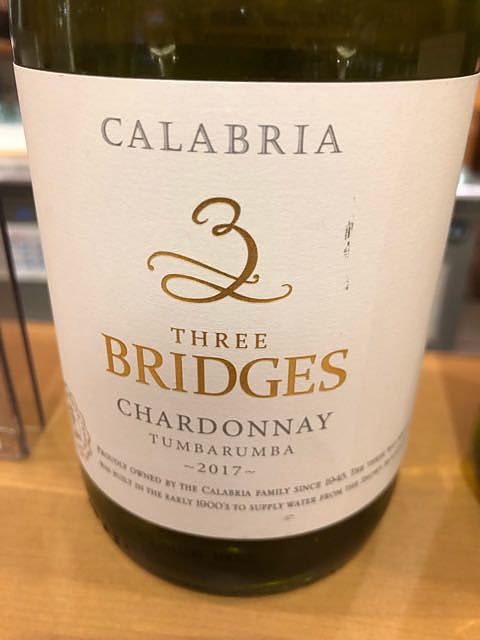 CALABRIA
3
THREE
BRIDGES
CHARDONNAY
TUMBARUMBA
~2017~
PROUDLY OWNED BY THE CALABRIA FAMILY SINCE 1945. THE THREE
WAS BUILT IN THE EARLY 1900'S TO SUPPLY WATER FROM THE